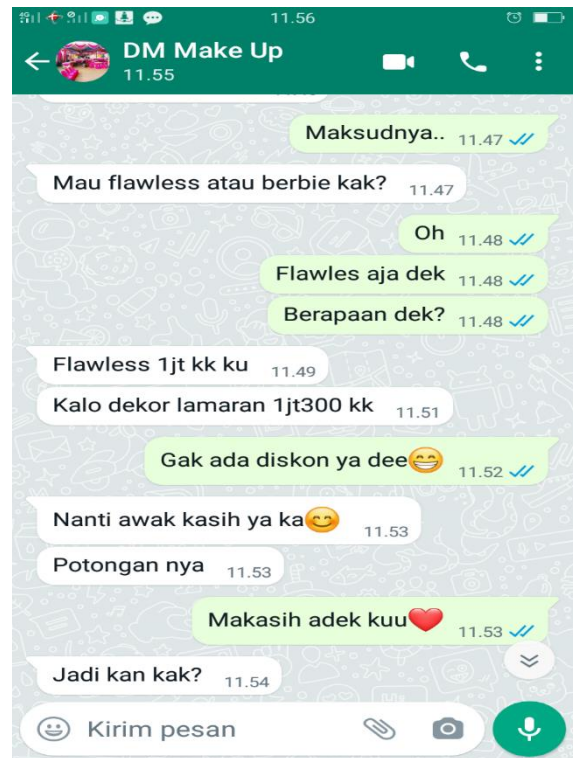 11.56
DM Make Up
11.55
Maksudnya.. 11.47
Mau flawless atau berbie kak? 11.47
Oh 11.48
Flawles aja dek 11.48
Berapaan dek? 11.48
Flawless 1jt kk ku 11.49
Kalo dekor lamaran 1jt300 kk 11.51
Gak ada diskon ya dee😁 11.52
Nanti awak kasih ya ka😊 11.53
Potongan nya 11.53
Makasih adek kuu❤️ 11.53
Jadi kan kak? 11.54
Kirim pesan